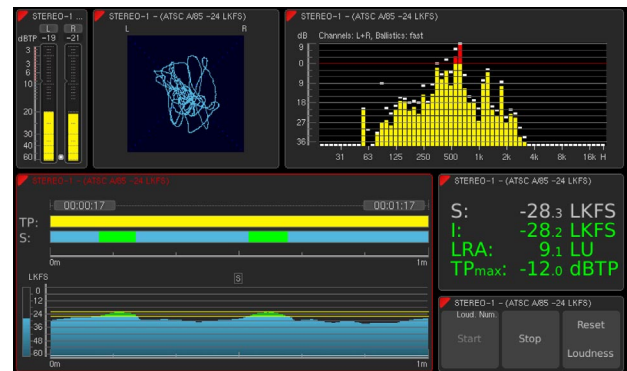 STEREO-1 ...
L R
dBTP -19 -21
3
3
6
10
20
30
40
60
STEREO-1 - (ATSC A/85 -24 LKFS)
L R
STEREO-1 - (ATSC A/85 -24 LKFS)
dB Channels: L+R, Ballistics: fast
9
0
9
18
27
36
31 63 125 250 500 1k 2k 4k 8k 16k H
STEREO-1 - (ATSC A/85 -24 LKFS)
00:00:17 00:01:17
TP:
S:
0m 1m
LKFS S
0
-12
-24
-36
-48
-60
0m 1m
STEREO-1 - (ATSC A/85 -24 LKFS)
S: -28.3 LKFS
I: -28.2 LKFS
LRA: 9.1 LU
TPmax: -12.0 dBTP
STEREO-1 - (ATSC A/85 -24 LKFS)
Loud. Num.
Start Stop Reset
Loudness